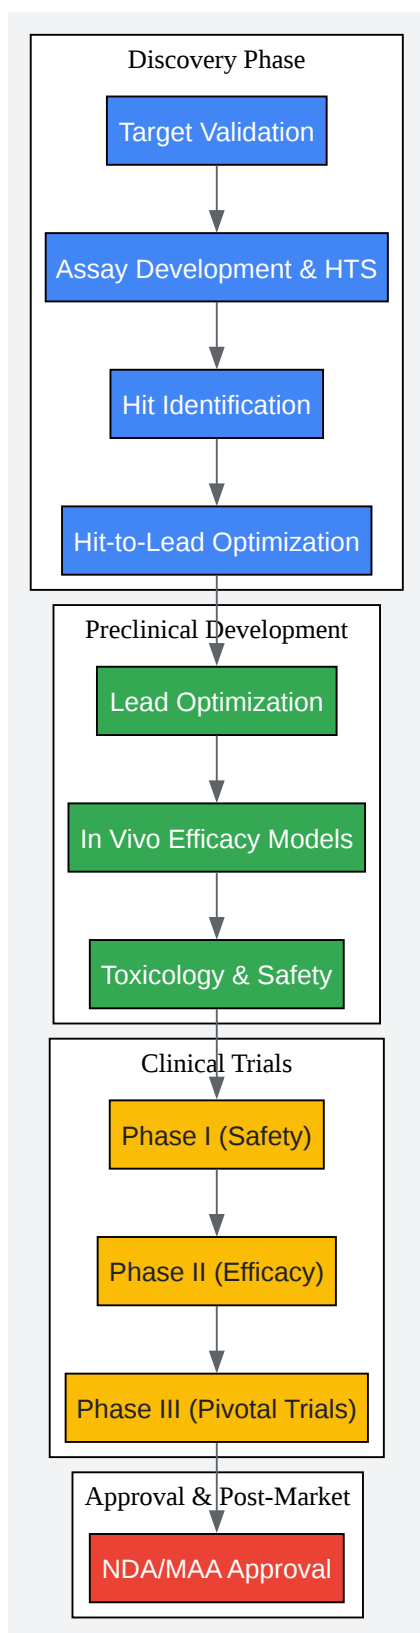 Discovery Phase
Target Validation
Assay Development & HTS
Hit Identification
Hit-to-Lead Optimization
Preclinical Development
Lead Optimization
In Vivo Efficacy Models
Toxicology & Safety
Clinical Trials
Phase I (Safety)
Phase II (Efficacy)
Phase III (Pivotal Trials)
Approval & Post-Market
NDA/MAA Approval